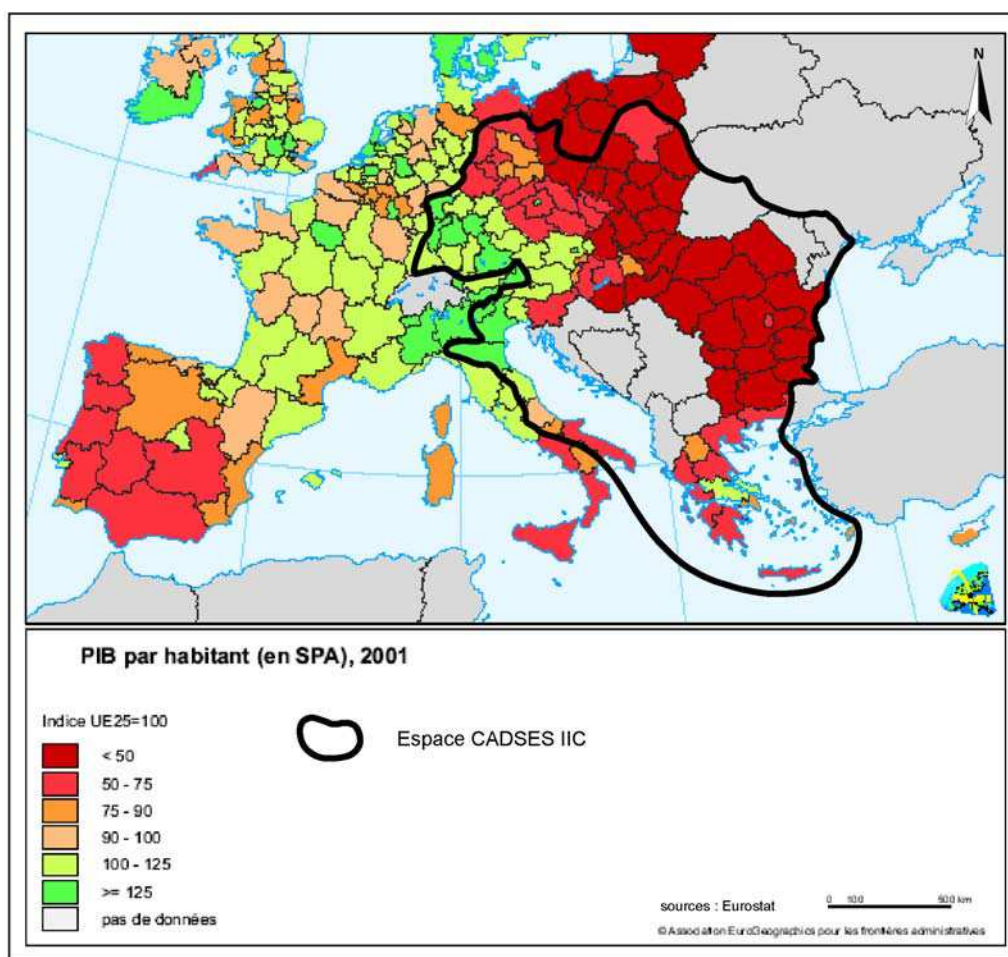 N
PIB par habitant (en SPA), 2001
Indice UE25=100
< 50
50 - 75
75 - 90
90 - 100
100 - 125
>= 125
pas de données
Espace CADSES IIC
sources : Eurostat
0 100 500 km
© Association EuroGeographics pour les frontières administratives